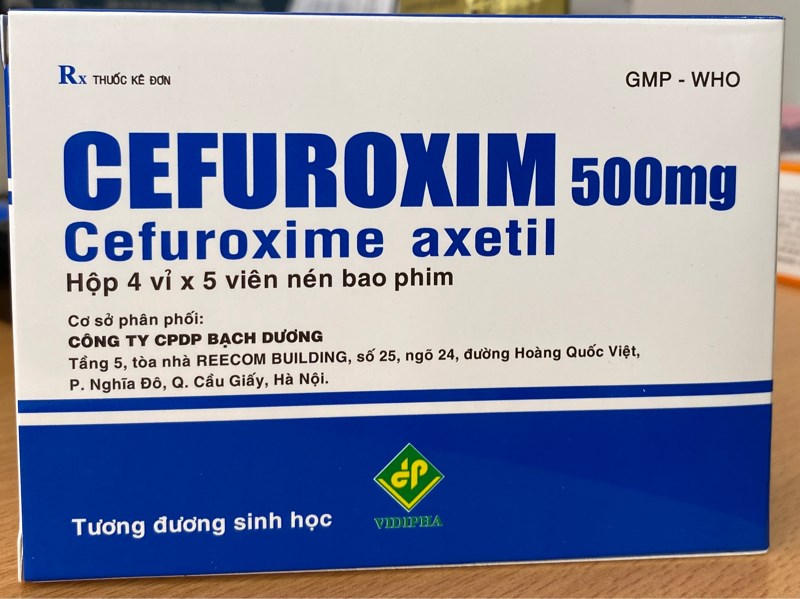 Rx THUỐC KÊ ĐƠN
GMP - WHO
CEFUROXIM 500mg
Cefuroxime axetil
Hộp 4 vỉ x 5 viên nén bao phim
Cơ sở phân phối:
CÔNG TY CPDP BẠCH DƯƠNG
Tầng 5, tòa nhà REECOM BUILDING, số 25, ngõ 24, đường Hoàng Quốc Việt,
P. Nghĩa Đô, Q. Cầu Giấy, Hà Nội.
VIDIPHA
Tương đương sinh học